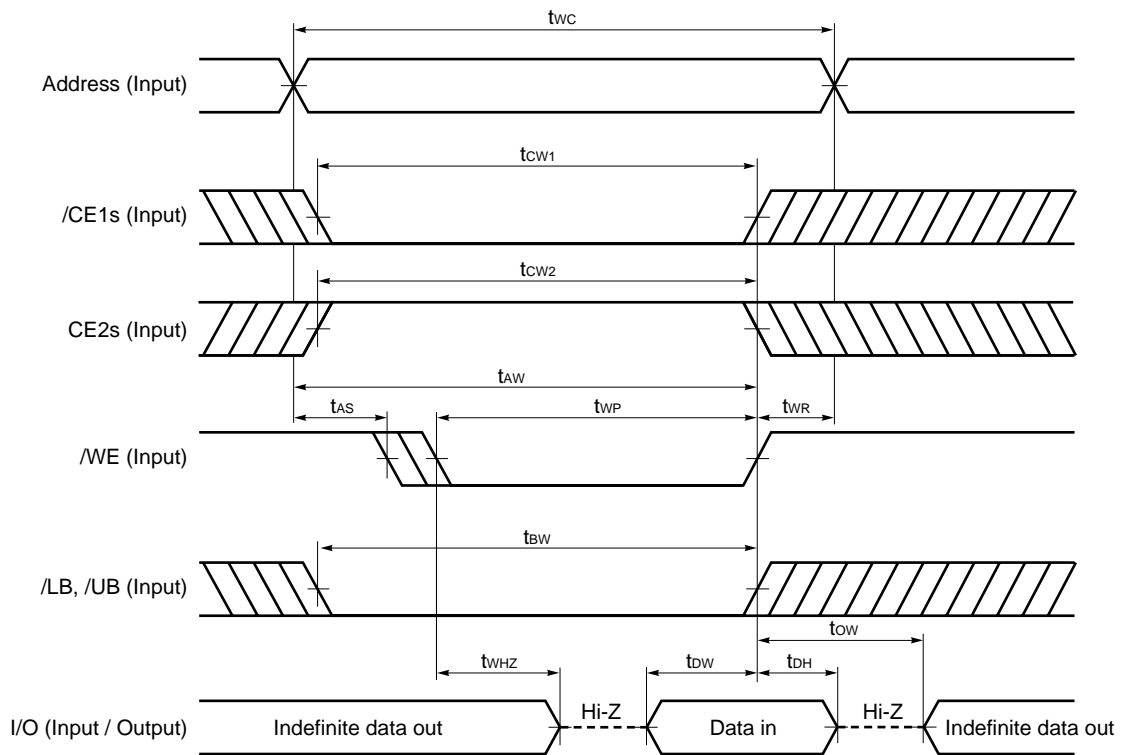 tWC
Address (Input)
tCW1
/CE1s (Input)
tCW2
CE2s (Input)
tAW
tAS
tWP
tWR
/WE (Input)
tBW
/LB, /UB (Input)
tOW
tWHZ
tDW
tDH
I/O (Input / Output)
Indefinite data out
Hi-Z
Data in
Hi-Z
Indefinite data out